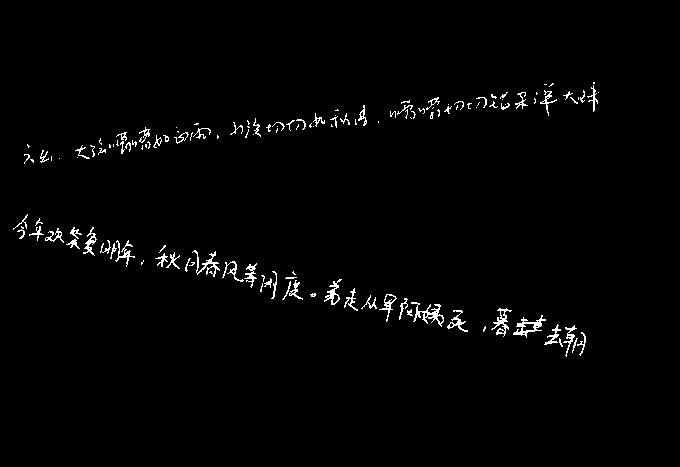 六幺。大弦嘈嘈如急雨，小弦切切如私语，嘈嘈切切错杂弹大珠
今年欢笑复明年，秋月春风等闲度。弟走从军阿姨死，暮去朝